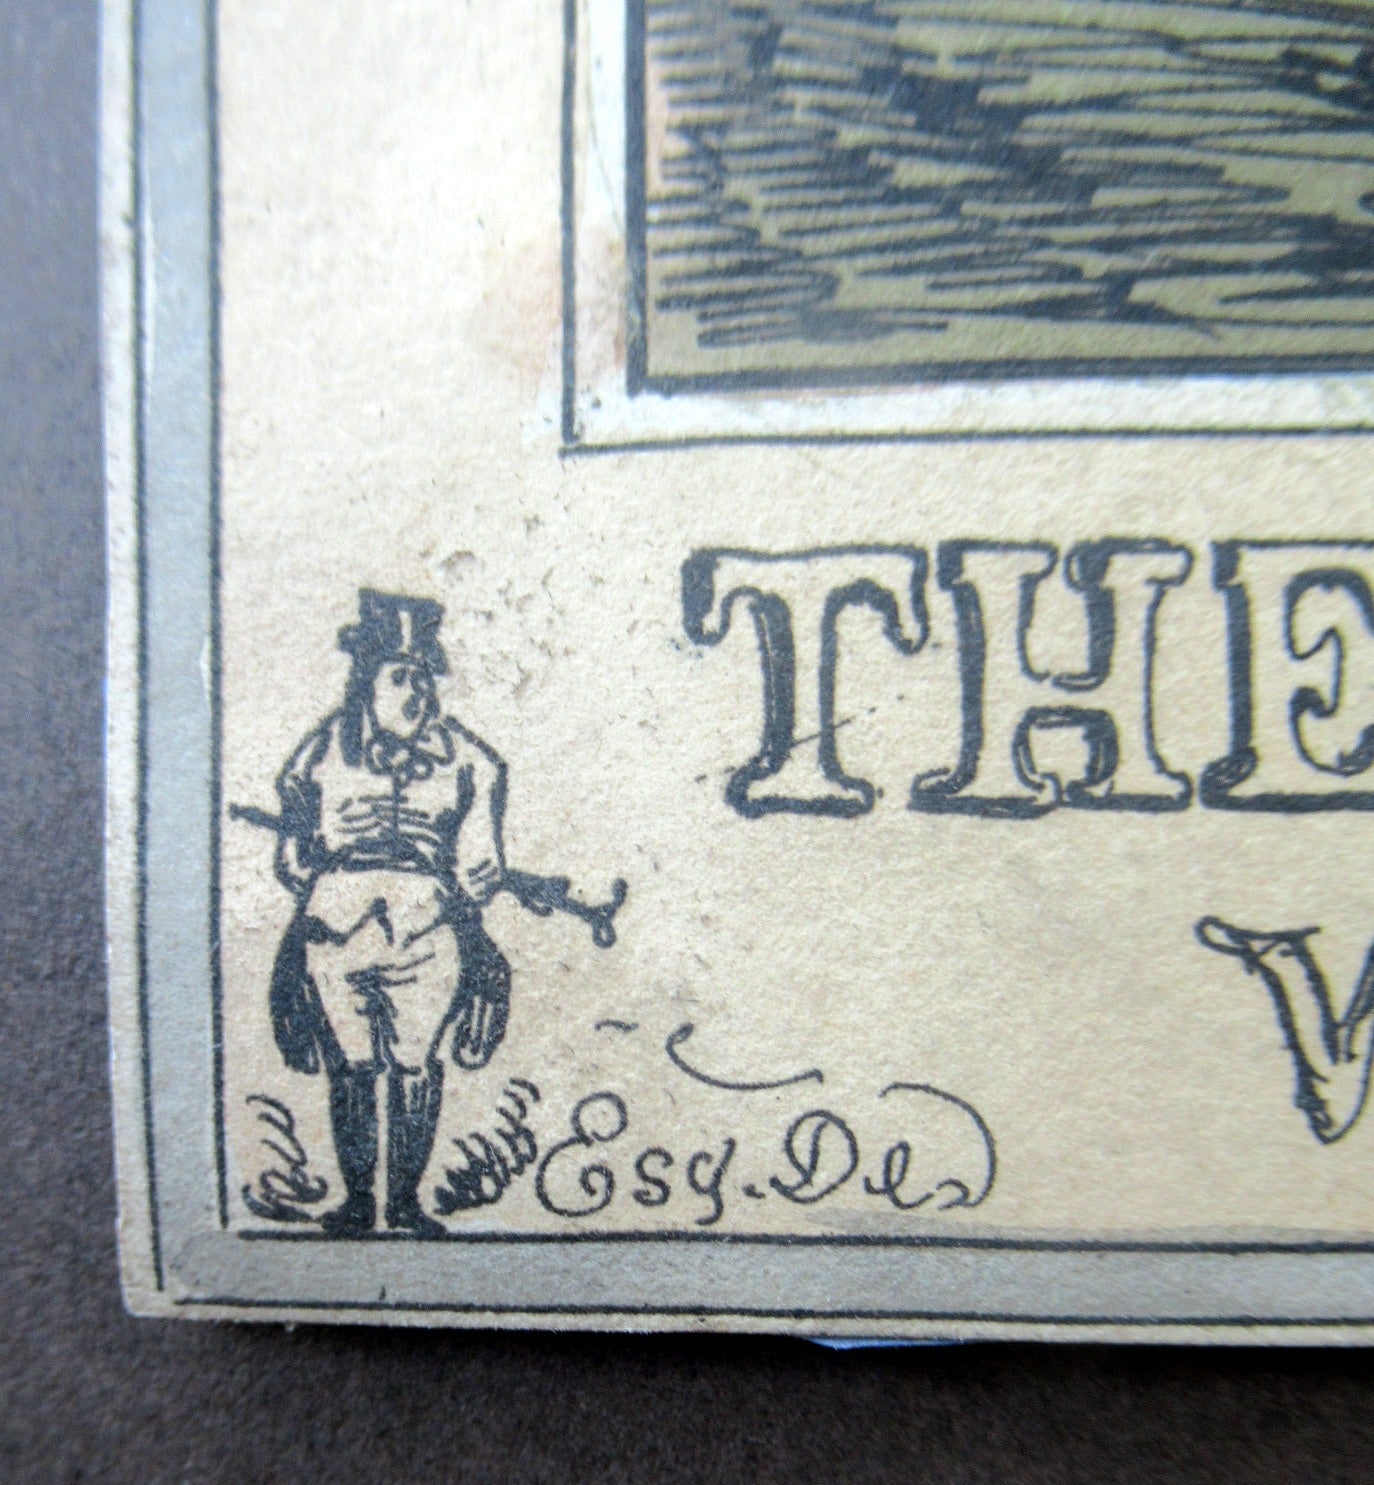 THE
V
Esq. Del